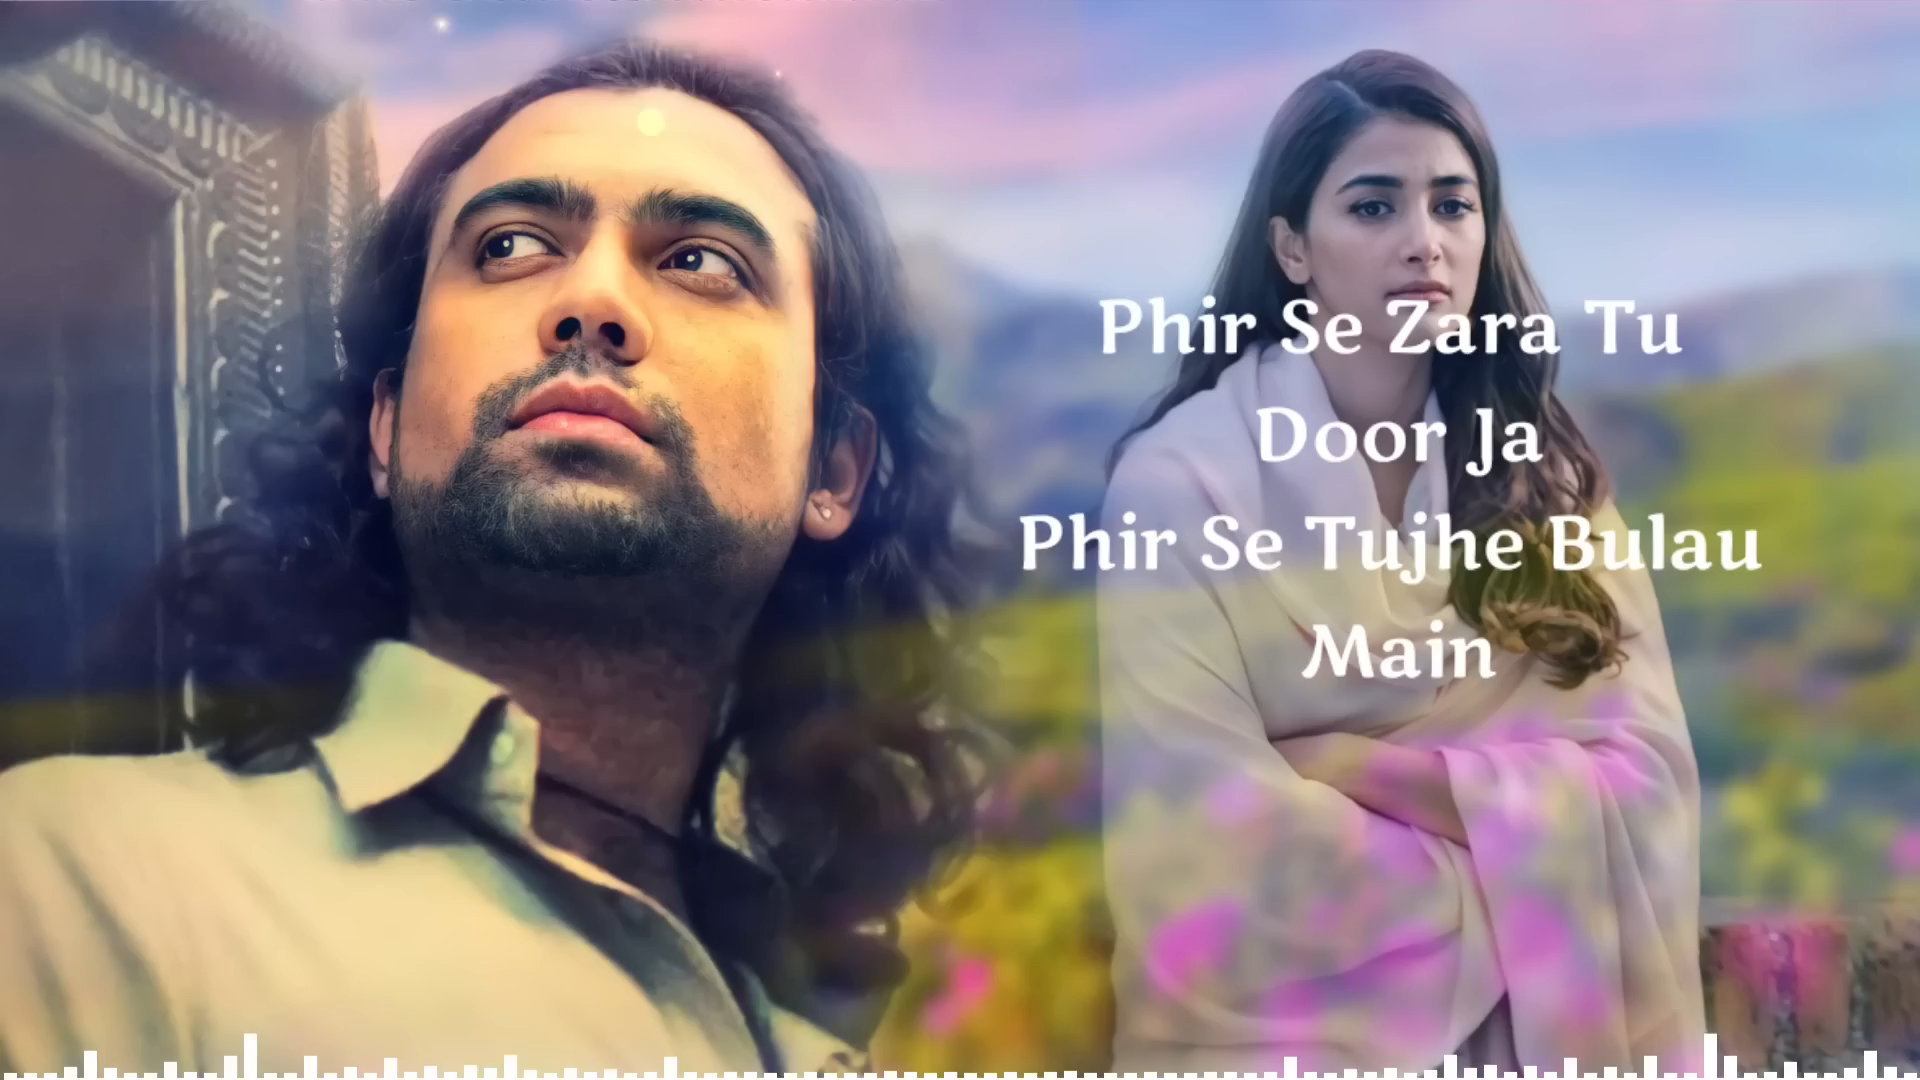 Phir Se Zara Tu
Door Ja
Phir Se Tujhe Bulau
Main